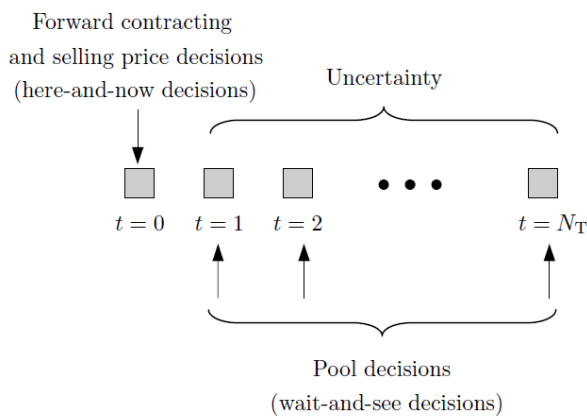 Forward contracting
and selling price decisions
(here-and-now decisions)
Uncertainty
t = 0 t = 1 t = 2 t = N_T
Pool decisions
(wait-and-see decisions)